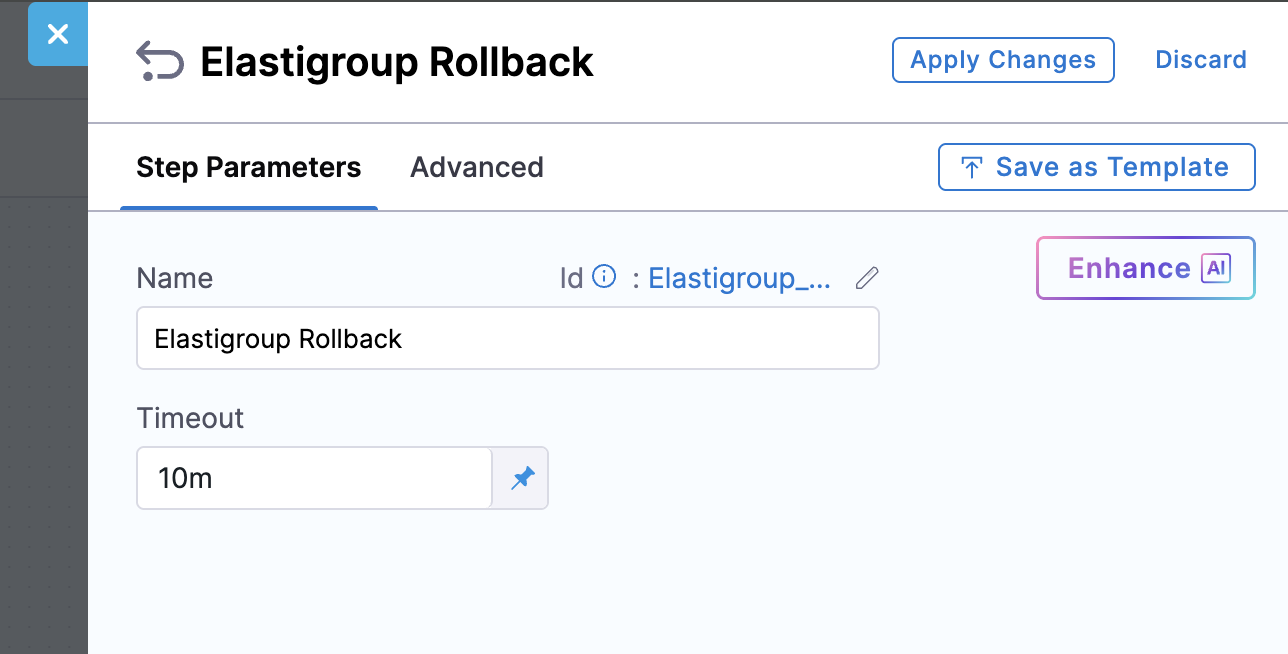 Elastigroup Rollback
Apply Changes
Discard
Step Parameters
Advanced
Save as Template
Name
Id : Elastigroup_...
Enhance AI
Elastigroup Rollback
Timeout
10m